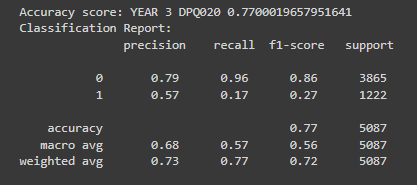 Accuracy score: YEAR 3 DPQ020 0.7700019657951641
Classification Report:
precision recall f1-score support
0 0.79 0.96 0.86 3865
1 0.57 0.17 0.27 1222
accuracy 0.77 5087
macro avg 0.68 0.57 0.56 5087
weighted avg 0.73 0.77 0.72 5087